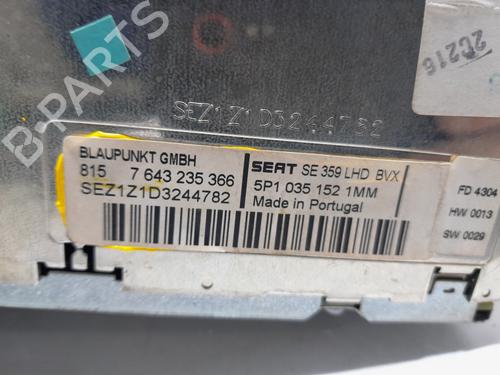 2C216
SEZ1Z1D3244782
BLAUPUNKT GMBH
815 7 643 235 366
SEZ1Z1D3244782
SEAT SE 359 LHD BVX
5P1 035 152 1MM
Made in Portugal
FD 4304
HW 0013
SW 0029
B-PARTS